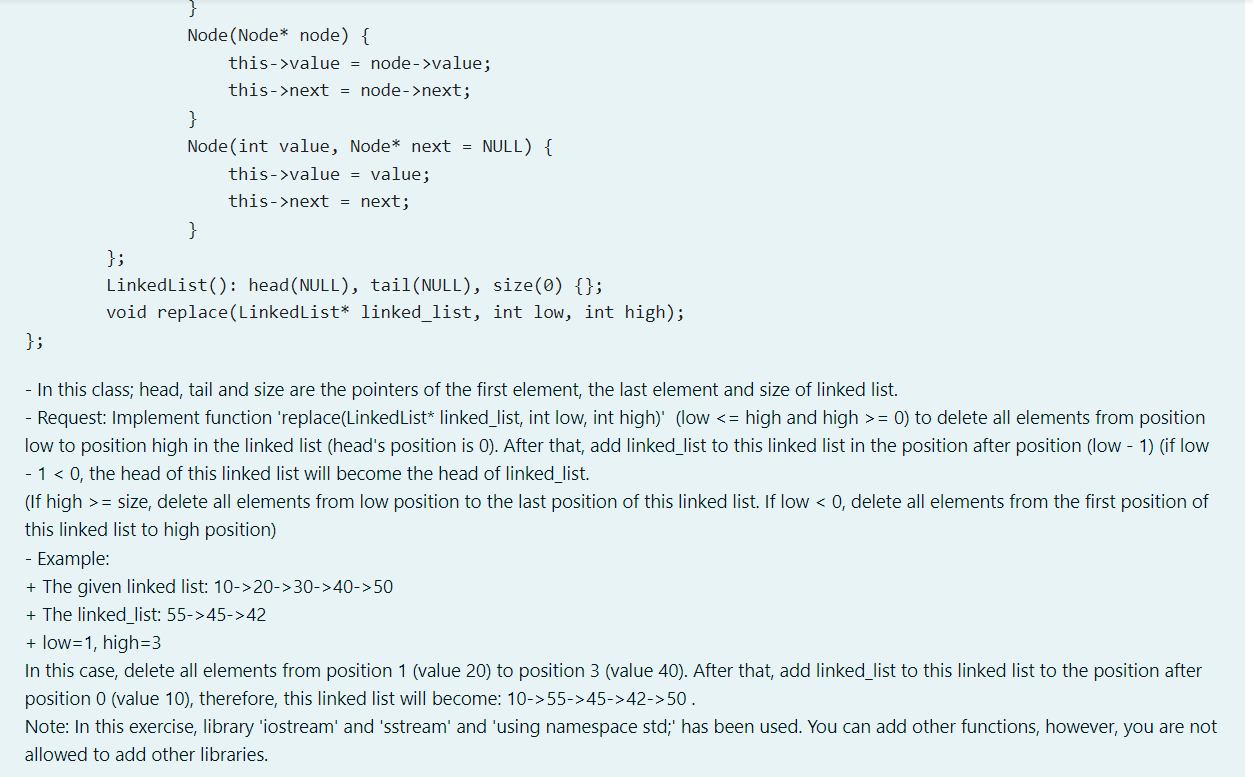 }
Node(Node* node) {
this->value = node->value;
this->next = node->next;
}
Node(int value, Node* next = NULL) {
this->value = value;
this->next = next;
}
};
LinkedList(): head(NULL), tail(NULL), size(0) {};
void replace(LinkedList* linked_list, int low, int high);
};
- In this class; head, tail and size are the pointers of the first element, the last element and size of linked list.
- Request: Implement function 'replace(LinkedList* linked_list, int low, int high)' (low <= high and high >= 0) to delete all elements from position
low to position high in the linked list (head's position is 0). After that, add linked_list to this linked list in the position after position (low - 1) (if low
- 1 < 0, the head of this linked list will become the head of linked_list.
(If high >= size, delete all elements from low position to the last position of this linked list. If low < 0, delete all elements from the first position of
this linked list to high position)
- Example:
+ The given linked list: 10->20->30->40->50
+ The linked_list: 55->45->42
+ low=1, high=3
In this case, delete all elements from position 1 (value 20) to position 3 (value 40). After that, add linked_list to this linked list to the position after
position 0 (value 10), therefore, this linked list will become: 10->55->45->42->50 .
Note: In this exercise, library 'iostream' and 'sstream' and 'using namespace std;' has been used. You can add other functions, however, you are not
allowed to add other libraries.